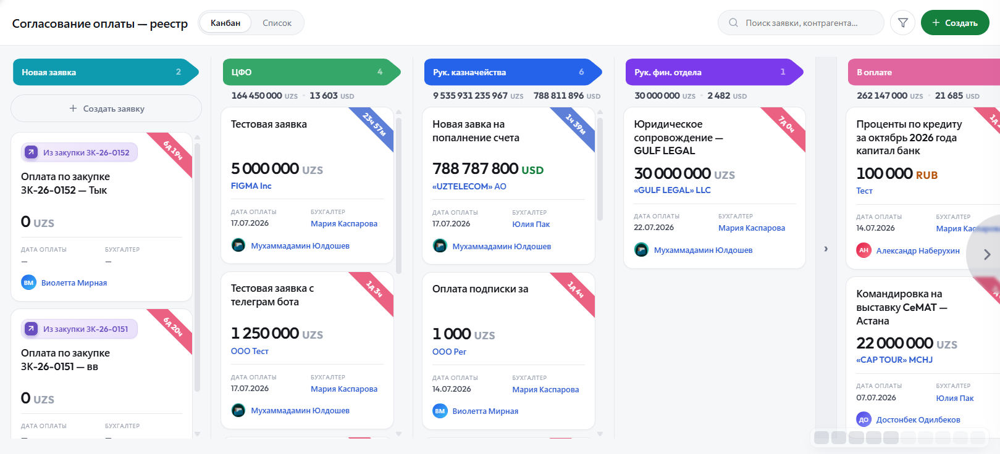 Согласование оплаты — реестр
Канбан
Список
Поиск заявки, контрагента...
Создать
Новая заявка 2
Создать заявку
6д 19ч
Из закупки ЗК-26-0152
Оплата по закупке
ЗК-26-0152 — Тык
0 UZS
ДАТА ОПЛАТЫ БУХГАЛТЕР
— —
ВМ Виолетта Мирная
6д 20ч
Из закупки ЗК-26-0151
Оплата по закупке
ЗК-26-0151 — вв
0 UZS
ДАТА ОПЛАТЫ БУХГАЛТЕР
ЦФО 4
164 450 000 UZS · 13 603 USD
23ч 57м
Тестовая заявка
5 000 000 UZS
FIGMA Inc
ДАТА ОПЛАТЫ БУХГАЛТЕР
17.07.2026 Мария Каспарова
Мухаммадамин Юлдошев
1д 3ч
Тестовая заявка с
телеграм бота
1 250 000 UZS
ООО Тест
ДАТА ОПЛАТЫ БУХГАЛТЕР
17.07.2026 Мария Каспарова
Мухаммадамин Юлдошев
Рук. казначейства 6
9 535 931 235 967 UZS 788 811 896 USD
1ч 39м
Новая завка на
попалнение счета
788 787 800 USD
«UZTELECOM» АО
ДАТА ОПЛАТЫ БУХГАЛТЕР
17.07.2026 Юлия Пак
Мухаммадамин Юлдошев
1д 4ч
Оплата подписки за
1 000 UZS
ООО Рег
ДАТА ОПЛАТЫ БУХГАЛТЕР
14.07.2026 Мария Каспарова
ВМ Виолетта Мирная
Рук. фин. отдела 1
30 000 000 UZS · 2 482 USD
7д 0ч
Юридическое
сопровождение —
GULF LEGAL
30 000 000 UZS
«GULF LEGAL» LLC
ДАТА ОПЛАТЫ БУХГАЛТЕР
22.07.2026 Мария Каспарова
Мухаммадамин Юлдошев
В оплате
262 147 000 UZS · 21 685 USD
Проценты по кредиту
за октябрь 2026 года
капитал банк
100 000 RUB
Тест
ДАТА ОПЛАТЫ БУХГАЛТЕР
14.07.2026 Мария
АН Александр Наберухин
Командировка на
выставку CeMAT —
Астана
22 000 000 UZS
«CAP TOUR» MCHJ
ДАТА ОПЛАТЫ БУХГАЛТЕР
07.07.2026 Юлия Пак
ДО Достонбек Одилбеков